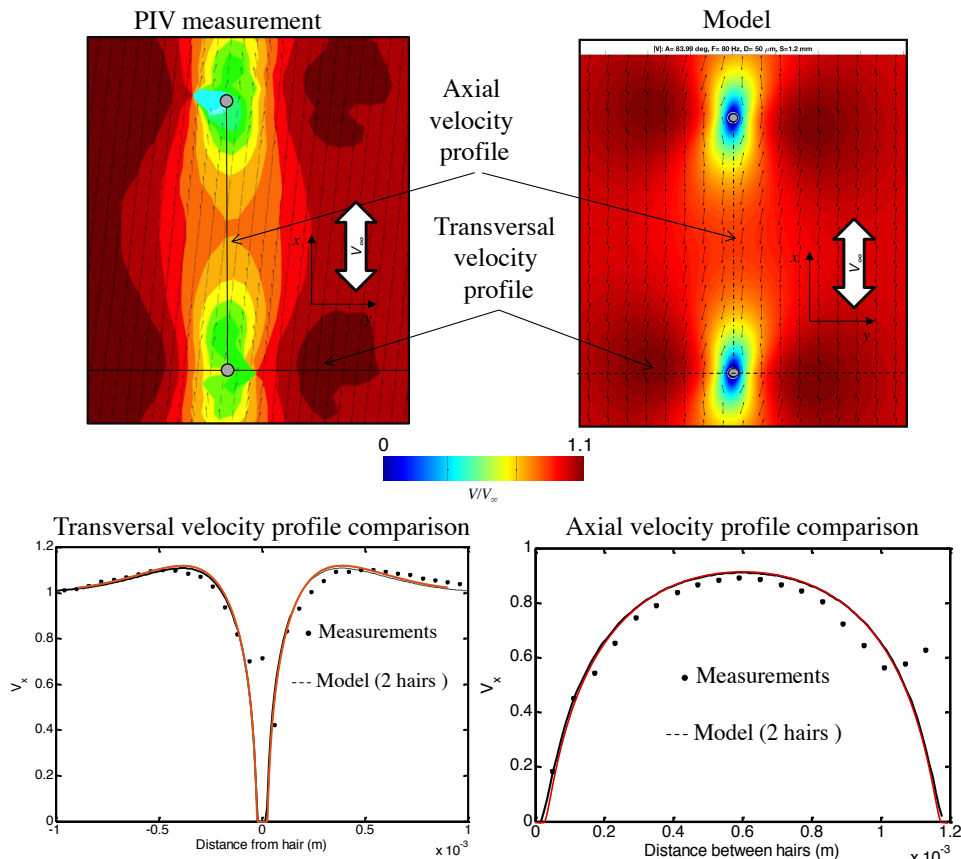 PIV measurement
Model
|V|: A= 83.99 deg, F= 80 Hz, D= 50 μm, S=1.2 mm
Axial
velocity
profile
Transversal
velocity
profile
x
V∞
x
y
V∞
0
1.1
V/V∞
Transversal velocity profile comparison
1.2
1
0.8
0.6
0.4
0.2
0
Vx
• Measurements
--- Model (2 hairs )
-1
-0.5
0
0.5
1
Distance from hair (m)
x 10⁻³
Axial velocity profile comparison
1
0.8
0.6
0.4
0.2
0
Vx
• Measurements
--- Model (2 hairs )
0
0.2
0.4
0.6
0.8
1
1.2
Distance between hairs (m)
x 10⁻³